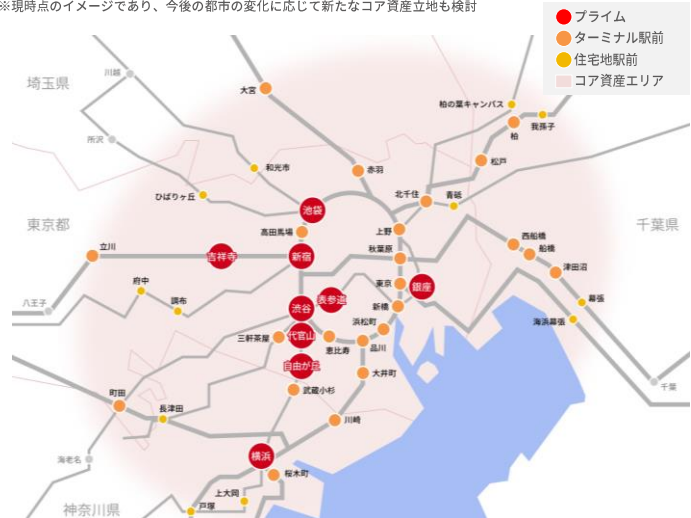 ※現時点のイメージであり、今後の都市の変化に応じて新たなコア資産立地も検討
プライム
ターミナル駅前
住宅地駅前
コア資産エリア
埼玉県
川越
大宮
柏の葉キャンパス
我孫子
柏
所沢
和光市
赤羽
松戸
ひばりヶ丘
北千住
青砥
池袋
東京都
高田馬場
上野
千葉県
立川
吉祥寺
新宿
秋葉原
西船橋
船橋
津田沼
府中
東京
銀座
八王子
調布
表参道
新橋
幕張
渋谷
浜松町
海浜幕張
三軒茶屋
代官山
恵比寿
品川
自由が丘
大井町
千葉
町田
武蔵小杉
長津田
川崎
海老名
横浜
桜木町
上大岡
神奈川県
戸塚